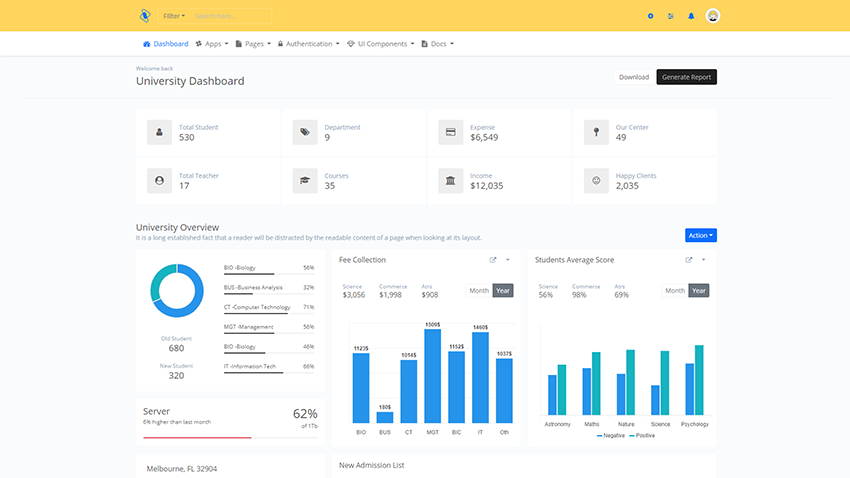 Fillter Search here...
Dashboard Apps Pages Authentication UI Components Docs
Welcome back
University Dashboard
Download Generate Report
Total Student
530
Department
9
Expense
$6,549
Our Center
49
Total Teacher
17
Courses
35
Income
$12,035
Happy Clients
2,035
University Overview
It is a long established fact that a reader will be distracted by the readable content of a page when looking at its layout.
Action
BIO -Biology 56%
BUS -Business Analysis 32%
CT -Computer Technology 71%
MGT -Management 56%
BIO -Biology 46%
IT -Information Tech 66%
Old Student
680
New Student
320
Server 62%
6% higher than last month of 1Tb
Melbourne, FL 32904
Fee Collection
Science Commerce Atrs
$3,056 $1,998 $908
Month Year
1123$ 180$ 1014$ 1509$ 1152$ 1460$ 1037$
BIO BUS CT MGT BIC IT Oth
New Admission List
Students Average Score
Science Commerce Atrs
56% 98% 69%
Month Year
Astronomy Maths Nature Science Psychology
Negative Positive